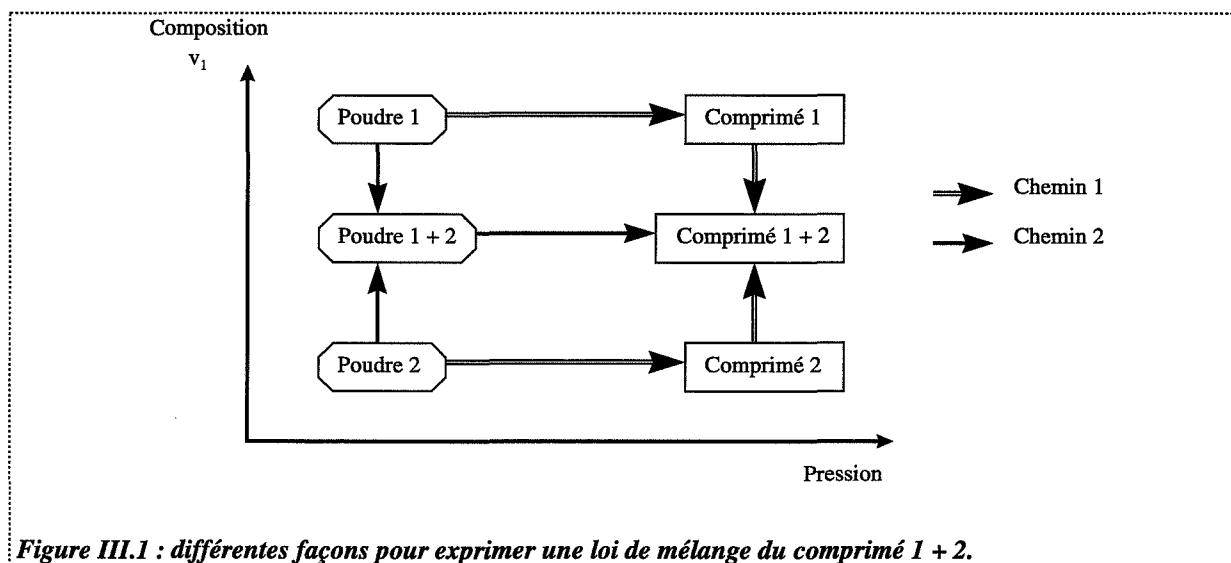 Composition
v₁
Poudre 1
Comprimé 1
Chemin 1
Poudre 1 + 2
Comprimé 1 + 2
Chemin 2
Poudre 2
Comprimé 2
Pression
Figure III.1 : différentes façons pour exprimer une loi de mélange du comprimé 1 + 2.